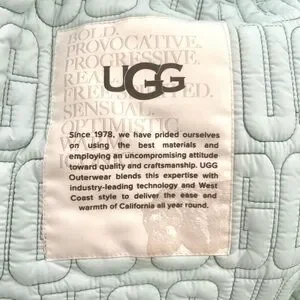 BOLD.
PROVOCATIVE.
PROGRESSIVE.
UGG
SENSUAL
OPTIMISTIC
Since 1978, we have prided ourselves
on using the best materials and
employing an uncompromising attitude
toward quality and craftsmanship. UGG
Outerwear blends this expertise with
industry-leading technology and West
Coast style to deliver the ease and
warmth of California all year round.